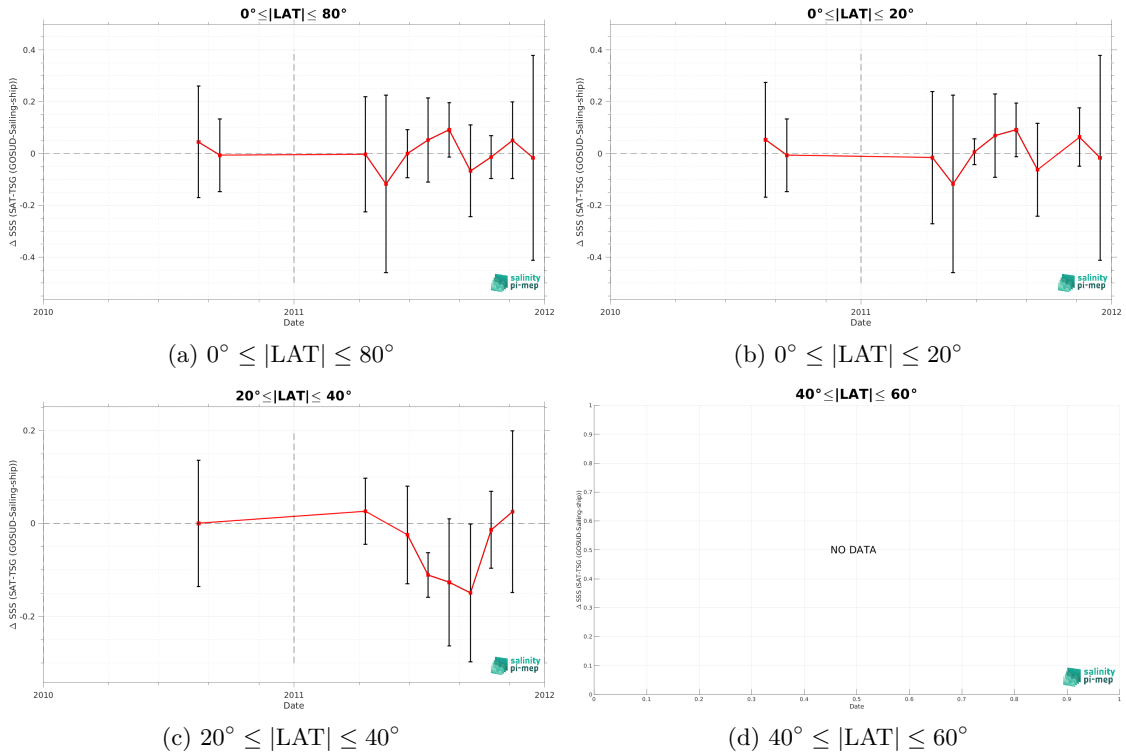 0°≤|LAT|≤ 80°
Δ SSS (SAT-TSG (GOSUD-Sailing-ship))
0.4
0.2
0
-0.2
-0.4
salinity
pi-mep
2010
2011
2012
Date
(a) 0° ≤ |LAT| ≤ 80°
0°≤|LAT|≤ 20°
Δ SSS (SAT-TSG (GOSUD-Sailing-ship))
0.4
0.2
0
-0.2
-0.4
salinity
pi-mep
2010
2011
2012
Date
(b) 0° ≤ |LAT| ≤ 20°
20°≤|LAT|≤ 40°
Δ SSS (SAT-TSG (GOSUD-Sailing-ship))
0.2
0
-0.2
salinity
pi-mep
2010
2011
2012
Date
(c) 20° ≤ |LAT| ≤ 40°
40°≤|LAT|≤ 60°
Δ SSS (SAT-TSG (GOSUD-Sailing-ship))
1
0.9
0.8
0.7
0.6
0.5
0.4
0.3
0.2
0.1
0
NO DATA
salinity
pi-mep
0
0.1
0.2
0.3
0.4
0.5
0.6
0.7
0.8
0.9
1
Date
(d) 40° ≤ |LAT| ≤ 60°